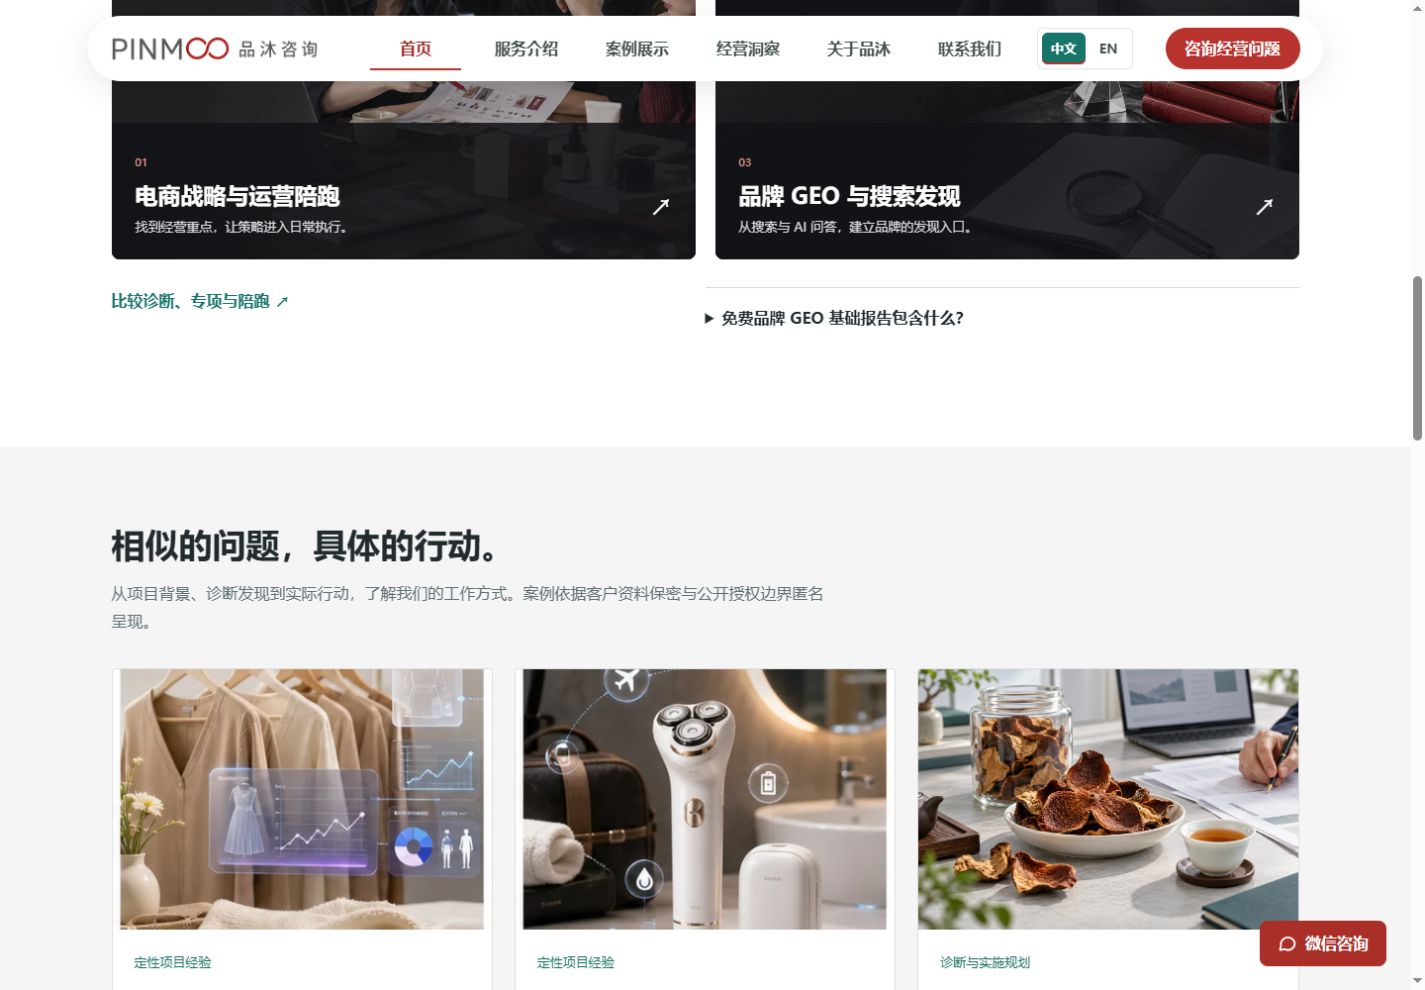 PINMOO 品沐咨询
首页
服务介绍
案例展示
经营洞察
关于品沐
联系我们
中文
EN
咨询经营问题
01
电商战略与运营陪跑
找到经营重点，让策略进入日常执行。
03
品牌 GEO 与搜索发现
从搜索与 AI 问答，建立品牌的发现入口。
比较诊断、专项与陪跑
免费品牌 GEO 基础报告包含什么？
相似的问题，具体的行动。
从项目背景、诊断发现到实际行动，了解我们的工作方式。案例依据客户资料保密与公开授权边界匿名
呈现。
定性项目经验
定性项目经验
诊断与实施规划
微信咨询